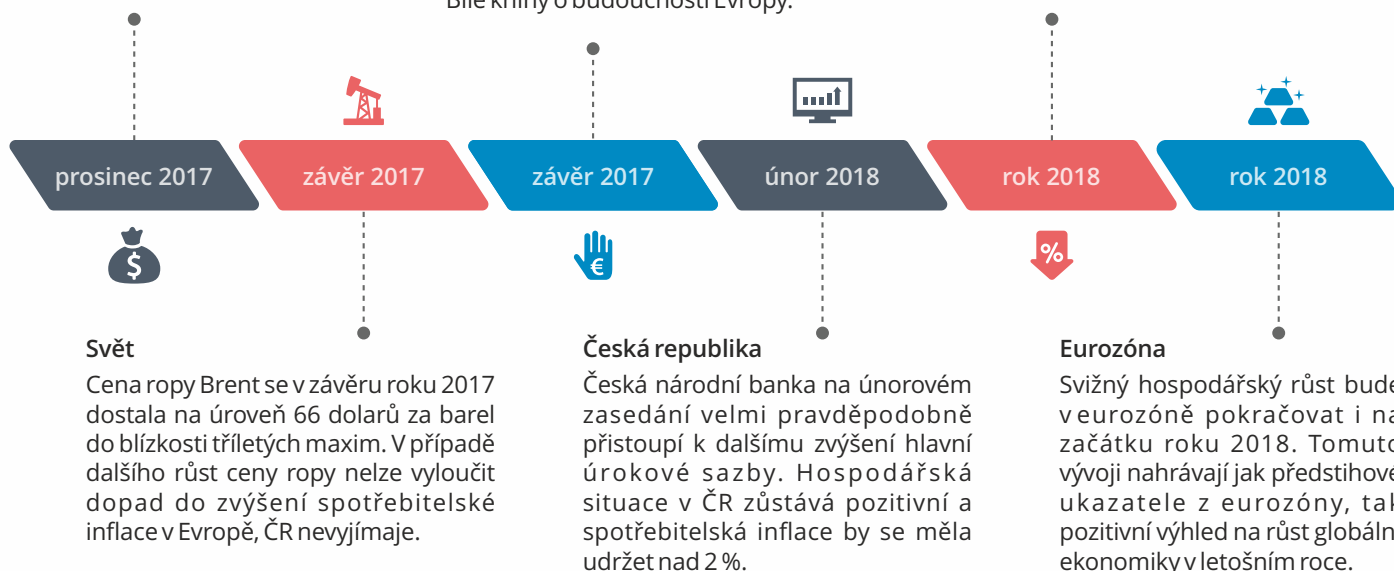 Bílé knihy o budoucnosti Evropy.
prosinec 2017
závěr 2017
závěr 2017
únor 2018
rok 2018
rok 2018
$
€
%
Svět
Cena ropy Brent se v závěru roku 2017
dostala na úroveň 66 dolarů za barel
do blízkosti tříletých maxim. V případě
dalšího růst ceny ropy nelze vyloučit
dopad do zvýšení spotřebitelské
inflace v Evropě, ČR nevyjímaje.
Česká republika
Česká národní banka na únorovém
zasedání velmi pravděpodobně
přistoupí k dalšímu zvýšení hlavní
úrokové sazby. Hospodářská
situace v ČR zůstává pozitivní a
spotřebitelská inflace by se měla
udržet nad 2 %.
Eurozóna
Svižný hospodářský růst bude
v eurozóně pokračovat i na
začátku roku 2018. Tomuto
vývoji nahrávají jak předstihové
ukazatele z eurozóny, tak
pozitivní výhled na růst globální
ekonomiky v letošním roce.